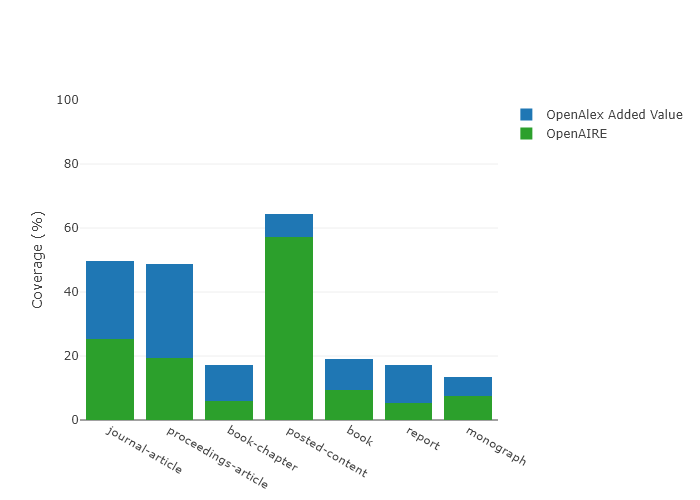 100
80
60
40
20
0
Coverage (%)
journal-article
proceedings-article
book-chapter
posted-content
book
report
monograph
OpenAlex Added Value
OpenAIRE